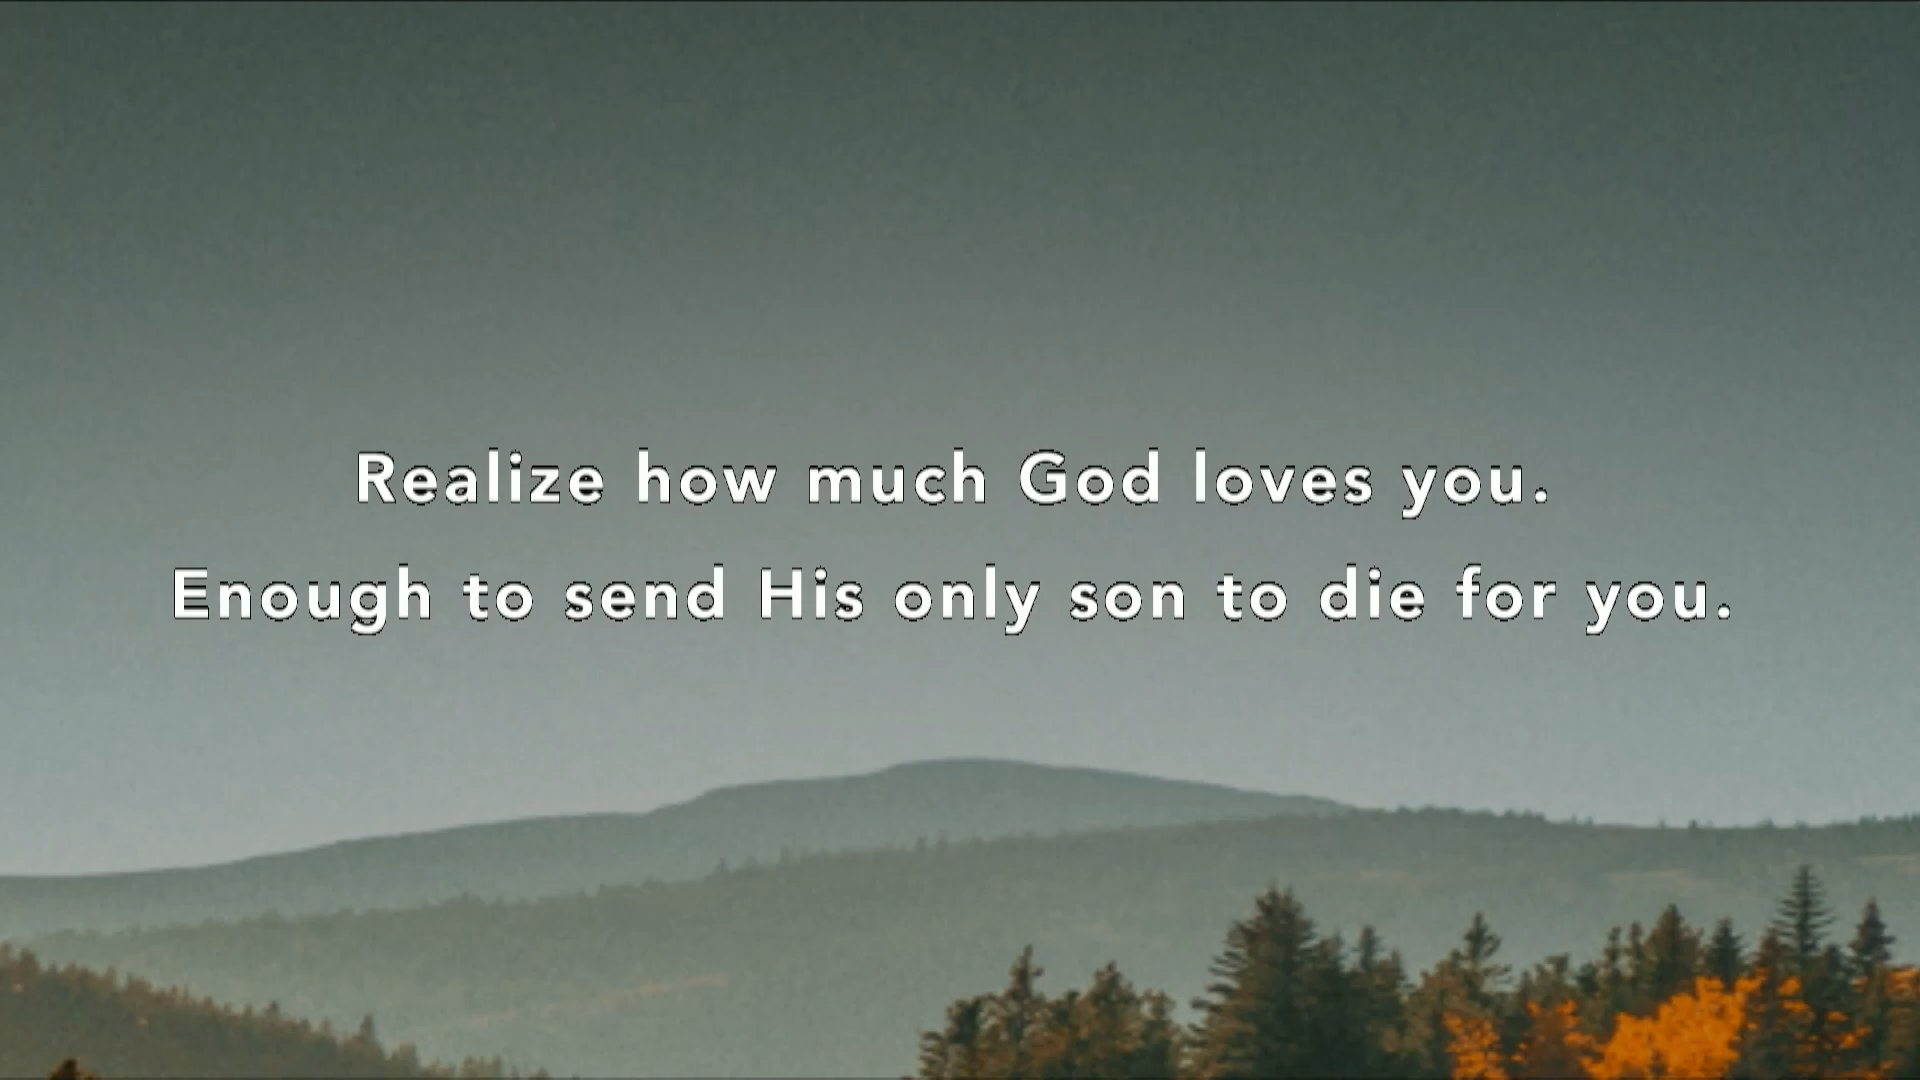 Realize how much God loves you.
Enough to send His only son to die for you.